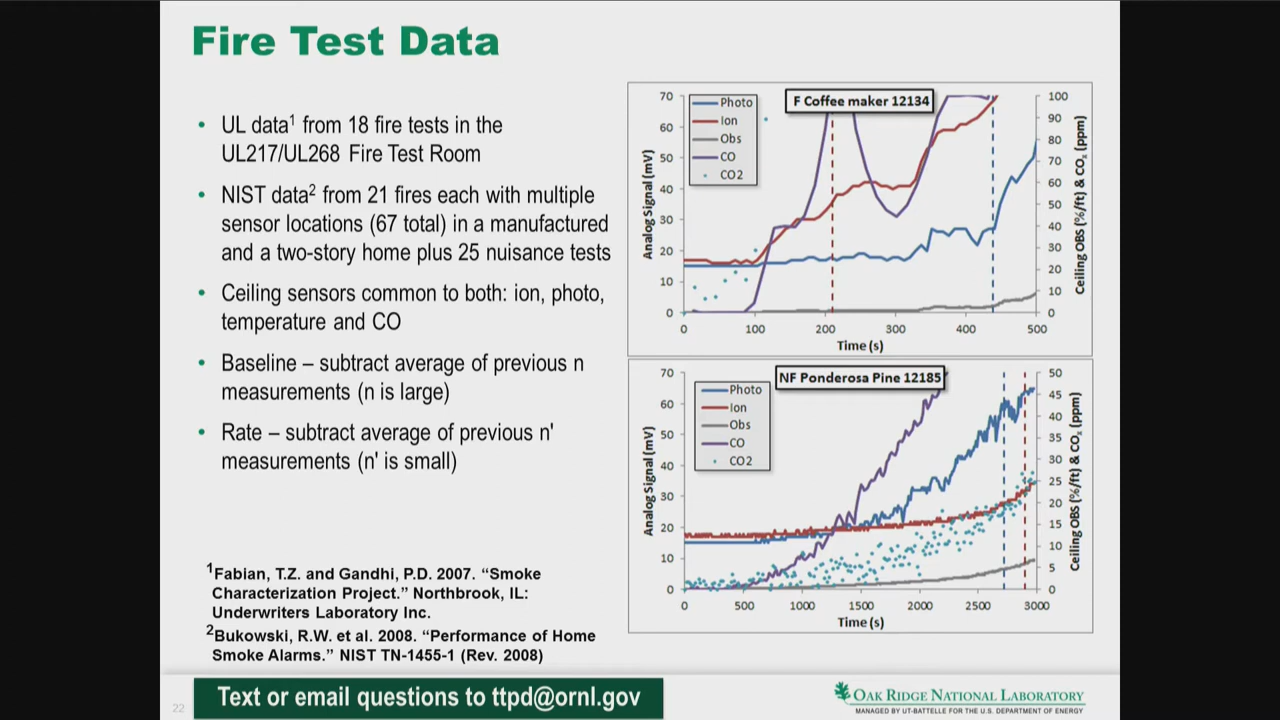 Fire Test Data
• UL data¹ from 18 fire tests in the
UL217/UL268 Fire Test Room
• NIST data² from 21 fires each with multiple
sensor locations (67 total) in a manufactured
and a two-story home plus 25 nuisance tests
• Ceiling sensors common to both: ion, photo,
temperature and CO
• Baseline – subtract average of previous n
measurements (n is large)
• Rate – subtract average of previous n'
measurements (n' is small)
¹Fabian, T.Z. and Gandhi, P.D. 2007. “Smoke
Characterization Project.” Northbrook, IL:
Underwriters Laboratory Inc.
²Bukowski, R.W. et al. 2008. “Performance of Home
Smoke Alarms.” NIST TN-1455-1 (Rev. 2008)
F Coffee maker 12134
Photo
Ion
Obs
CO
CO2
Analog Signal (mV)
70
60
50
40
30
20
10
0
100
90
80
70
60
50
40
30
20
10
0
Ceiling OBS (%/ft) & COₓ (ppm)
0 100 200 300 400 500
Time (s)
NF Ponderosa Pine 12185
Photo
Ion
Obs
CO
CO2
Analog Signal (mV)
70
60
50
40
30
20
10
0
50
45
40
35
30
25
20
15
10
5
0
Ceiling OBS (%/ft) & COₓ (ppm)
0 500 1000 1500 2000 2500 3000
Time (s)
22
Text or email questions to ttpd@ornl.gov
OAK RIDGE NATIONAL LABORATORY
MANAGED BY UT-BATTELLE FOR THE U.S. DEPARTMENT OF ENERGY